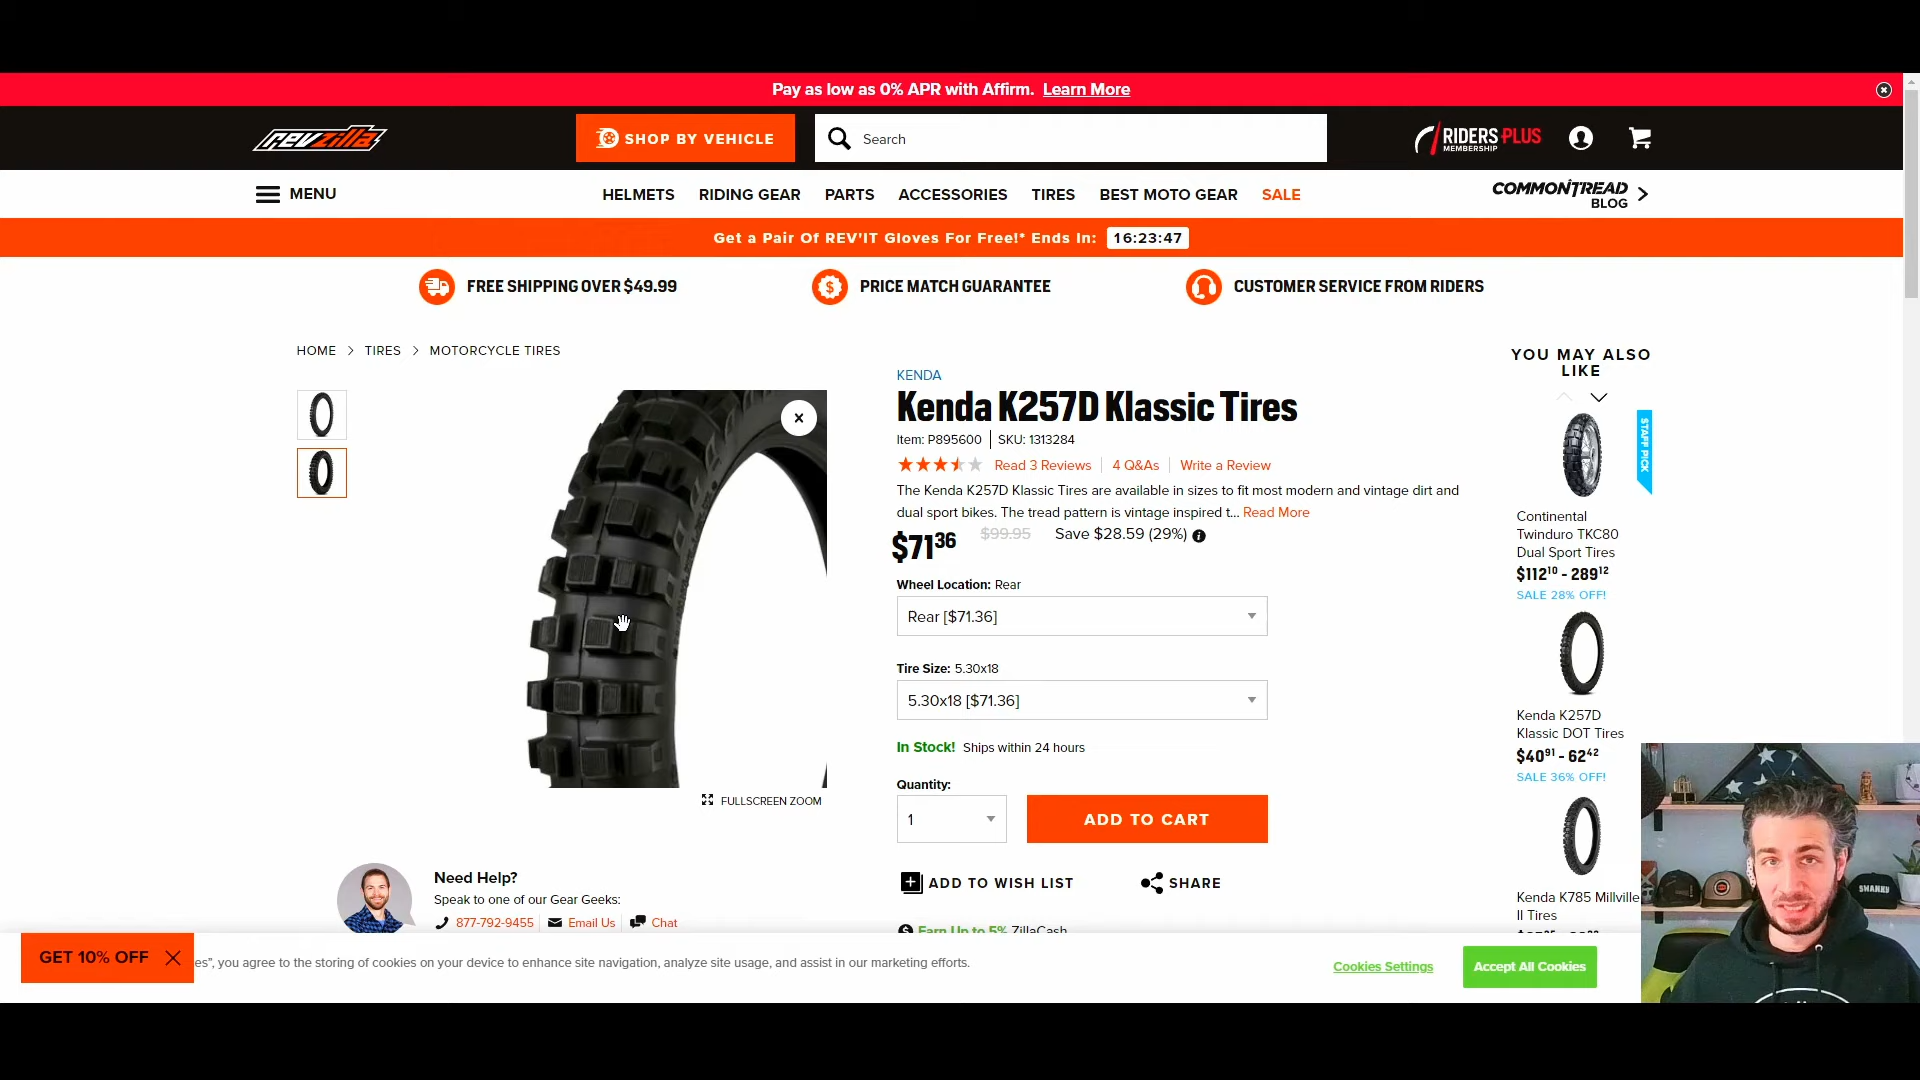 Pay as low as 0% APR with Affirm. Learn More
revzilla
SHOP BY VEHICLE
Search
RIDERS PLUS
MEMBERSHIP
MENU
HELMETS RIDING GEAR PARTS ACCESSORIES TIRES BEST MOTO GEAR SALE
COMMON TREAD
BLOG
Get a Pair Of REV'IT Gloves For Free!* Ends In: 16:23:47
FREE SHIPPING OVER $49.99
PRICE MATCH GUARANTEE
CUSTOMER SERVICE FROM RIDERS
HOME > TIRES > MOTORCYCLE TIRES
KENDA
Kenda K257D Klassic Tires
Item: P895600 | SKU: 1313284
Read 3 Reviews | 4 Q&As | Write a Review
The Kenda K257D Klassic Tires are available in sizes to fit most modern and vintage dirt and
dual sport bikes. The tread pattern is vintage inspired t... Read More
$71.36 $99.95 Save $28.59 (29%)
Wheel Location: Rear
Rear [$71.36]
Tire Size: 5.30x18
5.30x18 [$71.36]
In Stock! Ships within 24 hours
Quantity:
1
ADD TO CART
ADD TO WISH LIST
SHARE
Earn Up to 5% ZillaCash
FULLSCREEN ZOOM
Need Help?
Speak to one of our Gear Geeks:
877-792-9455 Email Us Chat
YOU MAY ALSO
LIKE
STAFF PICK
Continental
Twinduro TKC80
Dual Sport Tires
$112.10 - 289.12
SALE 28% OFF!
Kenda K257D
Klassic DOT Tires
$40.91 - 62.42
SALE 36% OFF!
Kenda K785 Millville
II Tires
SHANKU
GET 10% OFF
es", you agree to the storing of cookies on your device to enhance site navigation, analyze site usage, and assist in our marketing efforts.
Cookies Settings
Accept All Cookies